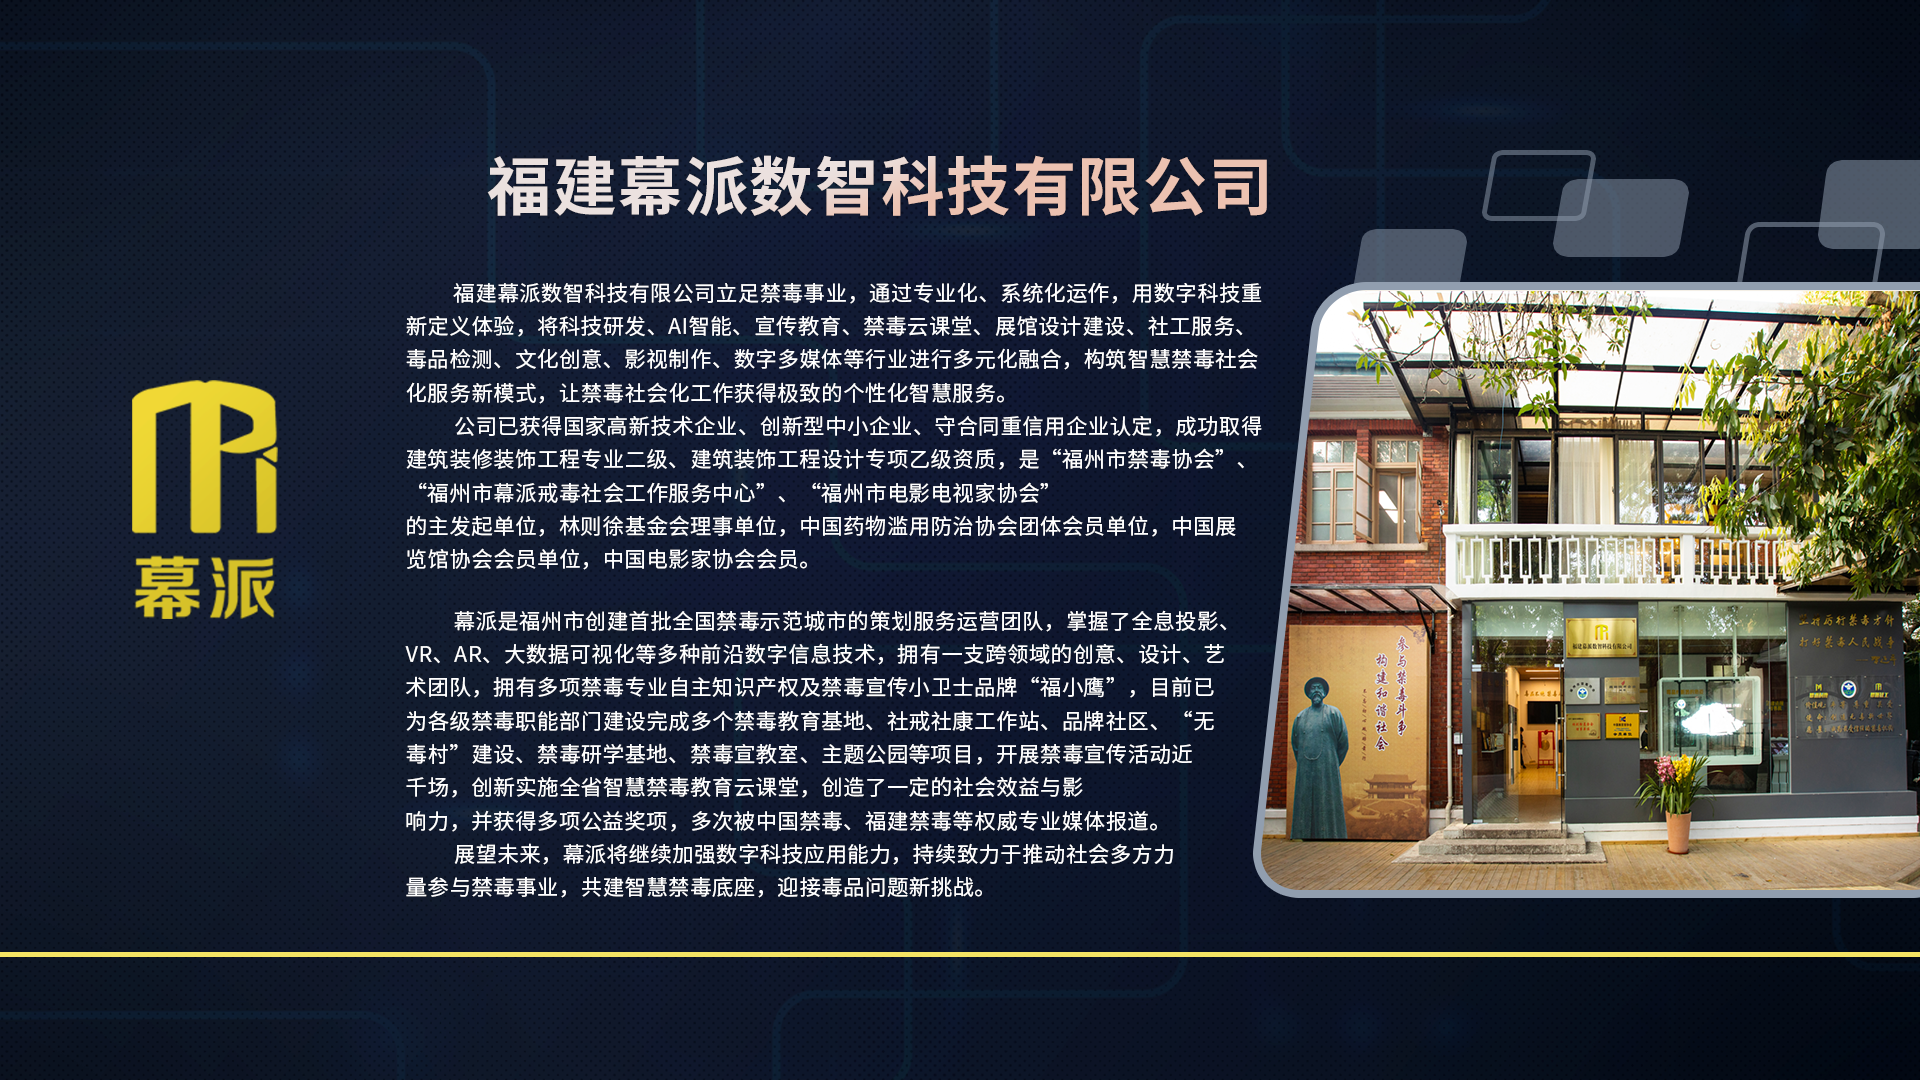 福建幕派数智科技有限公司
福建幕派数智科技有限公司立足禁毒事业，通过专业化、系统化运作，用数字科技重
新定义体验，将科技研发、AI智能、宣传教育、禁毒云课堂、展馆设计建设、社工服务、
毒品检测、文化创意、影视制作、数字多媒体等行业进行多元化融合，构筑智慧禁毒社会
化服务新模式，让禁毒社会化工作获得极致的个性化智慧服务。
公司已获得国家高新技术企业、创新型中小企业、守合同重信用企业认定，成功取得
建筑装修装饰工程专业二级、建筑装饰工程设计专项乙级资质，是“福州市禁毒协会”、
“福州市幕派戒毒社会工作服务中心”、“福州市电影电视家协会”
的主发起单位，林则徐基金会理事单位，中国药物滥用防治协会团体会员单位，中国展
览馆协会会员单位，中国电影家协会会员。
幕派是福州市创建首批全国禁毒示范城市的策划服务运营团队，掌握了全息投影、
VR、AR、大数据可视化等多种前沿数字信息技术，拥有一支跨领域的创意、设计、艺
术团队，拥有多项禁毒专业自主知识产权及禁毒宣传小卫士品牌“福小鹰”，目前已
为各级禁毒职能部门建设完成多个禁毒教育基地、社戒社康工作站、品牌社区、“无
毒村”建设、禁毒研学基地、禁毒宣教室、主题公园等项目，开展禁毒宣传活动近
千场，创新实施全省智慧禁毒教育云课堂，创造了一定的社会效益与影
响力，并获得多项公益奖项，多次被中国禁毒、福建禁毒等权威专业媒体报道。
展望未来，幕派将继续加强数字科技应用能力，持续致力于推动社会多方力
量参与禁毒事业，共建智慧禁毒底座，迎接毒品问题新挑战。
幕派
参与禁毒斗争
构建和谐社会
福建幕派数智科技有限公司